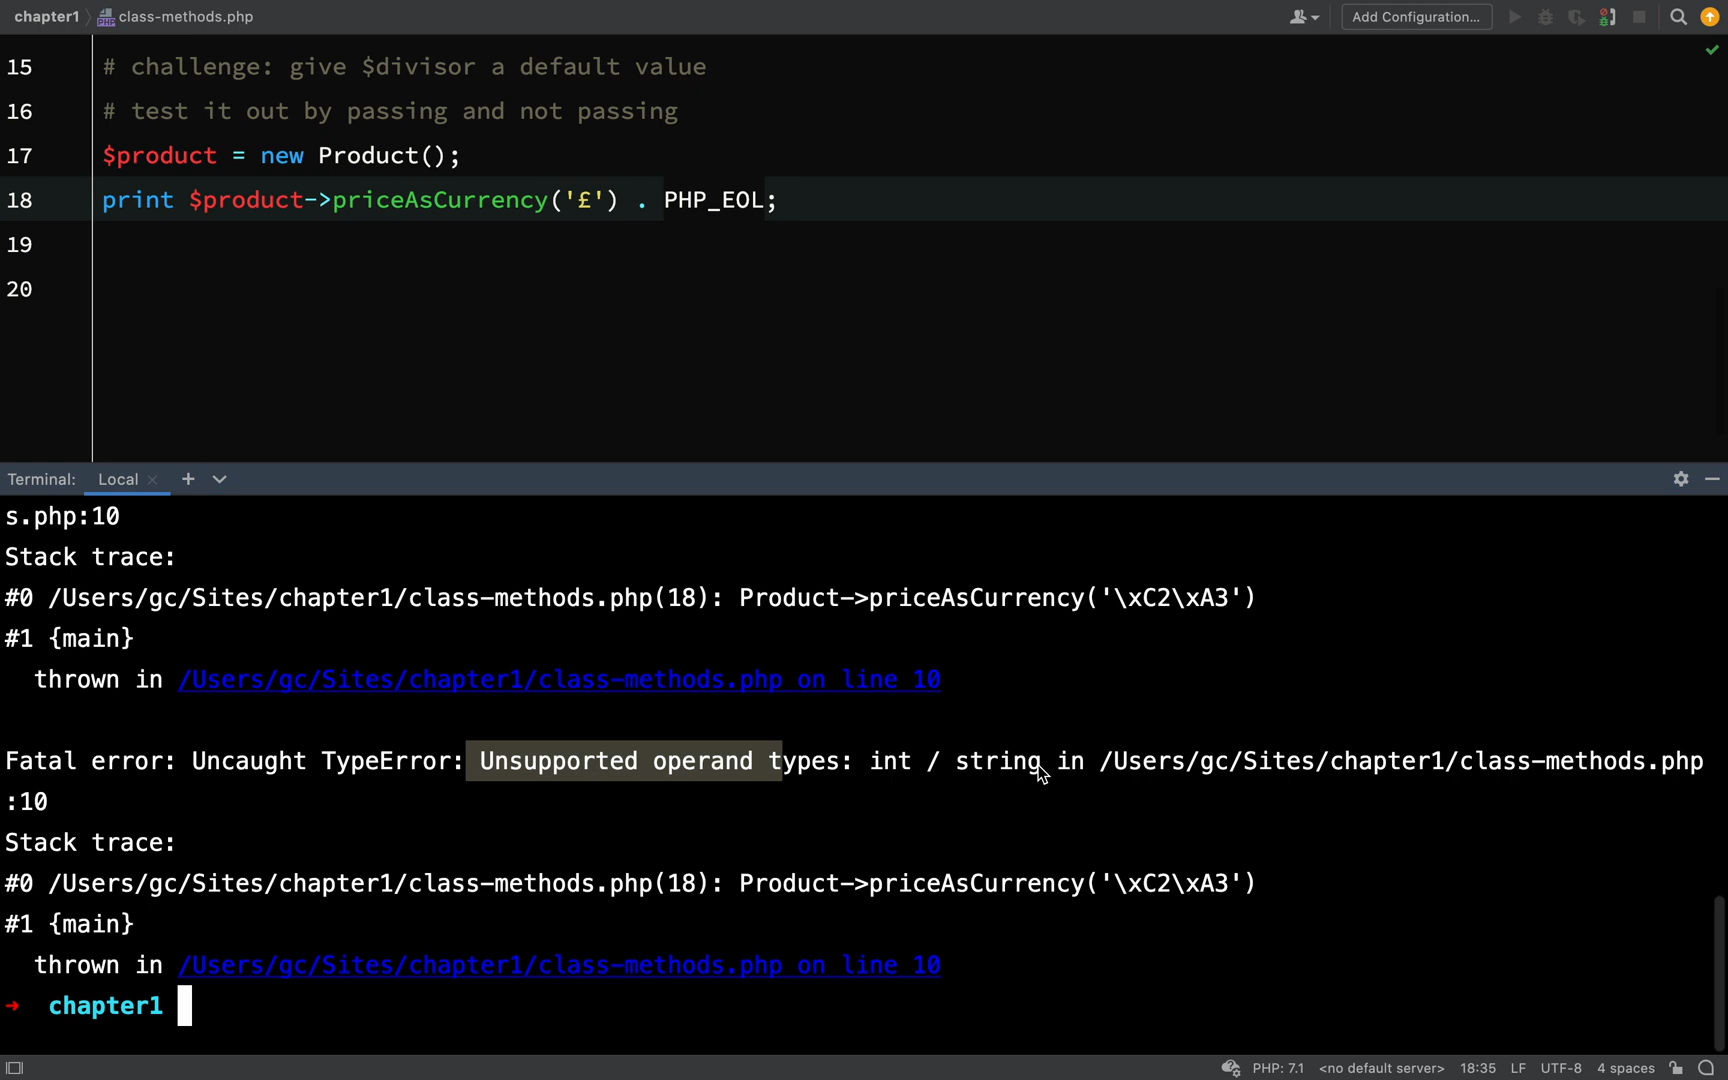 chapter1 class-methods.php Add Configuration...
15 # challenge: give $divisor a default value
16 # test it out by passing and not passing
17 $product = new Product();
18 print $product->priceAsCurrency('£') . PHP_EOL;
19
20
Terminal: Local × +
s.php:10
Stack trace:
#0 /Users/gc/Sites/chapter1/class-methods.php(18): Product->priceAsCurrency('\xC2\xA3')
#1 {main}
thrown in /Users/gc/Sites/chapter1/class-methods.php on line 10
Fatal error: Uncaught TypeError: Unsupported operand types: int / string in /Users/gc/Sites/chapter1/class-methods.php
:10
Stack trace:
#0 /Users/gc/Sites/chapter1/class-methods.php(18): Product->priceAsCurrency('\xC2\xA3')
#1 {main}
thrown in /Users/gc/Sites/chapter1/class-methods.php on line 10
→ chapter1
PHP: 7.1 <no default server> 18:35 LF UTF-8 4 spaces